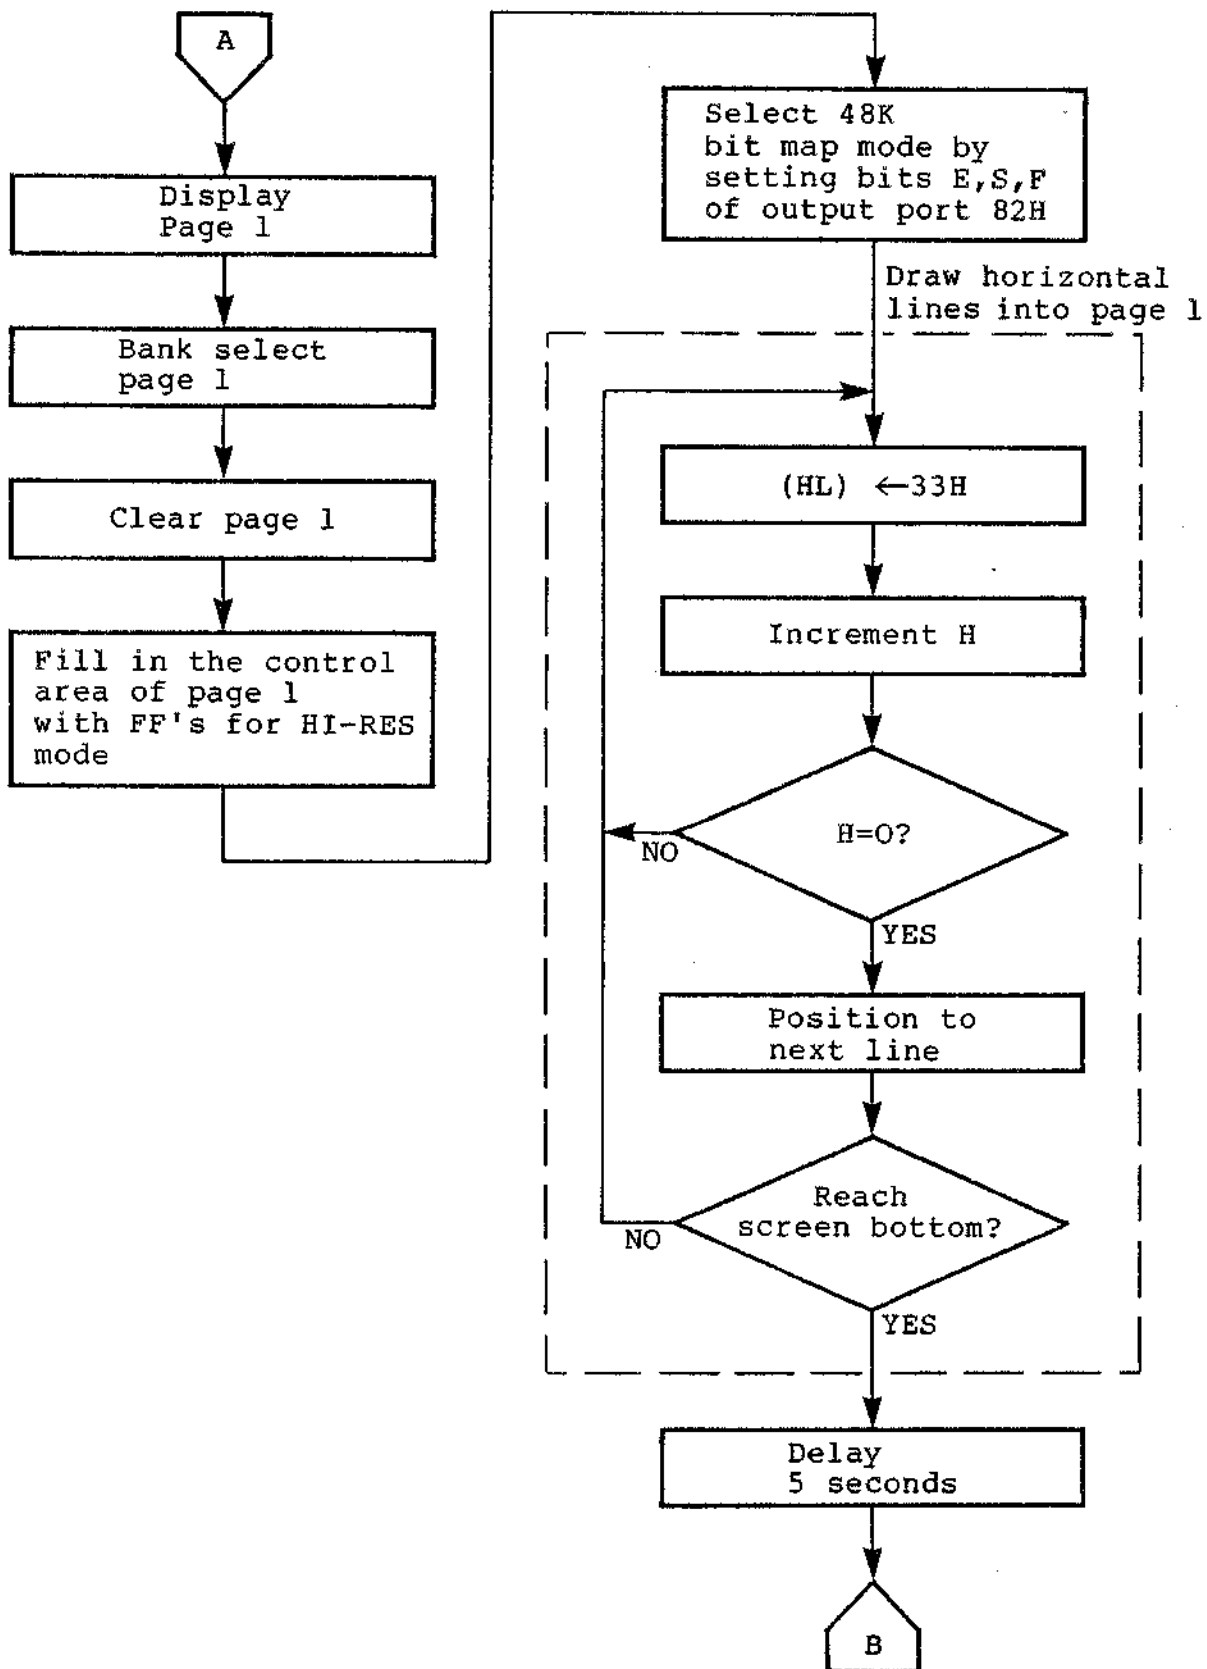 A
Display
Page 1
Bank select
page 1
Clear page 1
Fill in the control
area of page 1
with FF's for HI-RES
mode
Select 48K
bit map mode by
setting bits E,S,F
of output port 82H
Draw horizontal
lines into page 1
(HL) ←33H
Increment H
H=O?
NO
YES
Position to
next line
Reach
screen bottom?
NO
YES
Delay
5 seconds
B